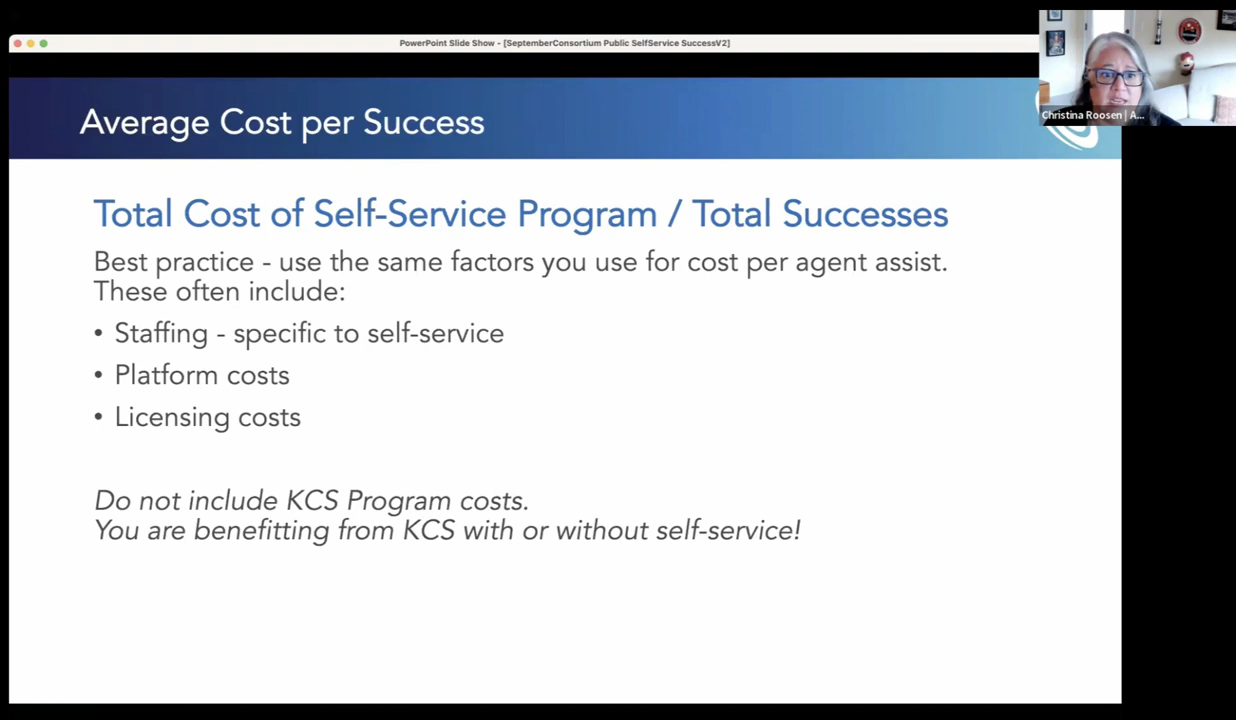 PowerPoint Slide Show - [SeptemberConsortium Public SelfService SuccessV2]
Christina Roosen | A...
Average Cost per Success
Total Cost of Self-Service Program / Total Successes
Best practice - use the same factors you use for cost per agent assist.
These often include:
• Staffing - specific to self-service
• Platform costs
• Licensing costs
Do not include KCS Program costs.
You are benefitting from KCS with or without self-service!